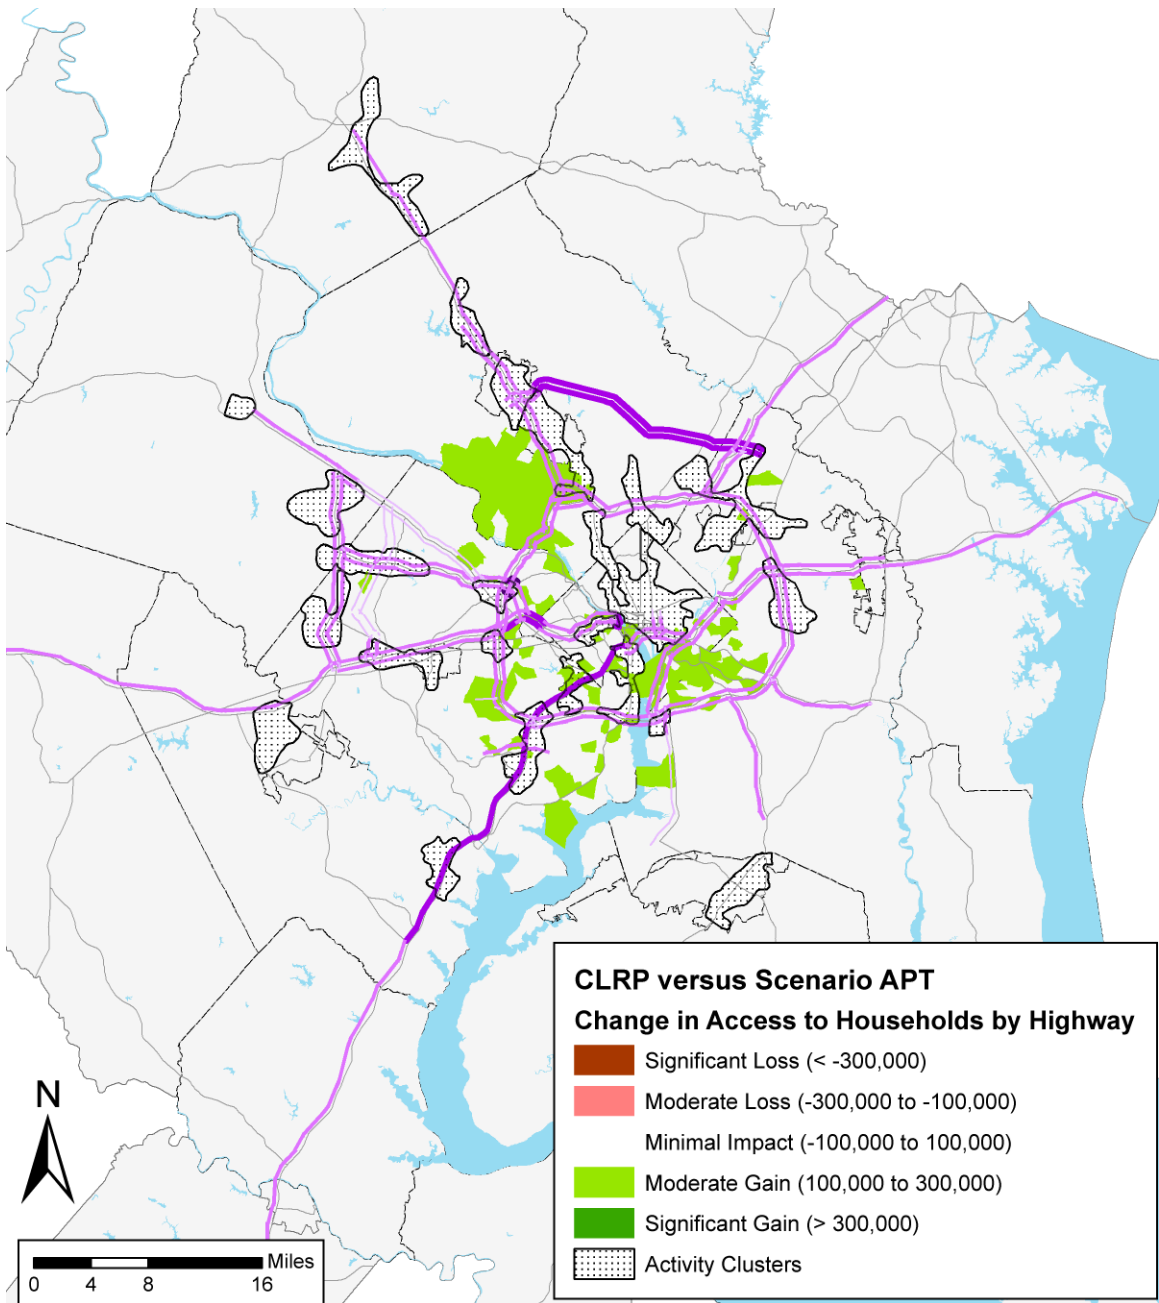 CLRP versus Scenario APT
Change in Access to Households by Highway
Significant Loss (< -300,000)
Moderate Loss (-300,000 to -100,000)
Minimal Impact (-100,000 to 100,000)
Moderate Gain (100,000 to 300,000)
Significant Gain (> 300,000)
Activity Clusters
N
Miles
0 4 8 16